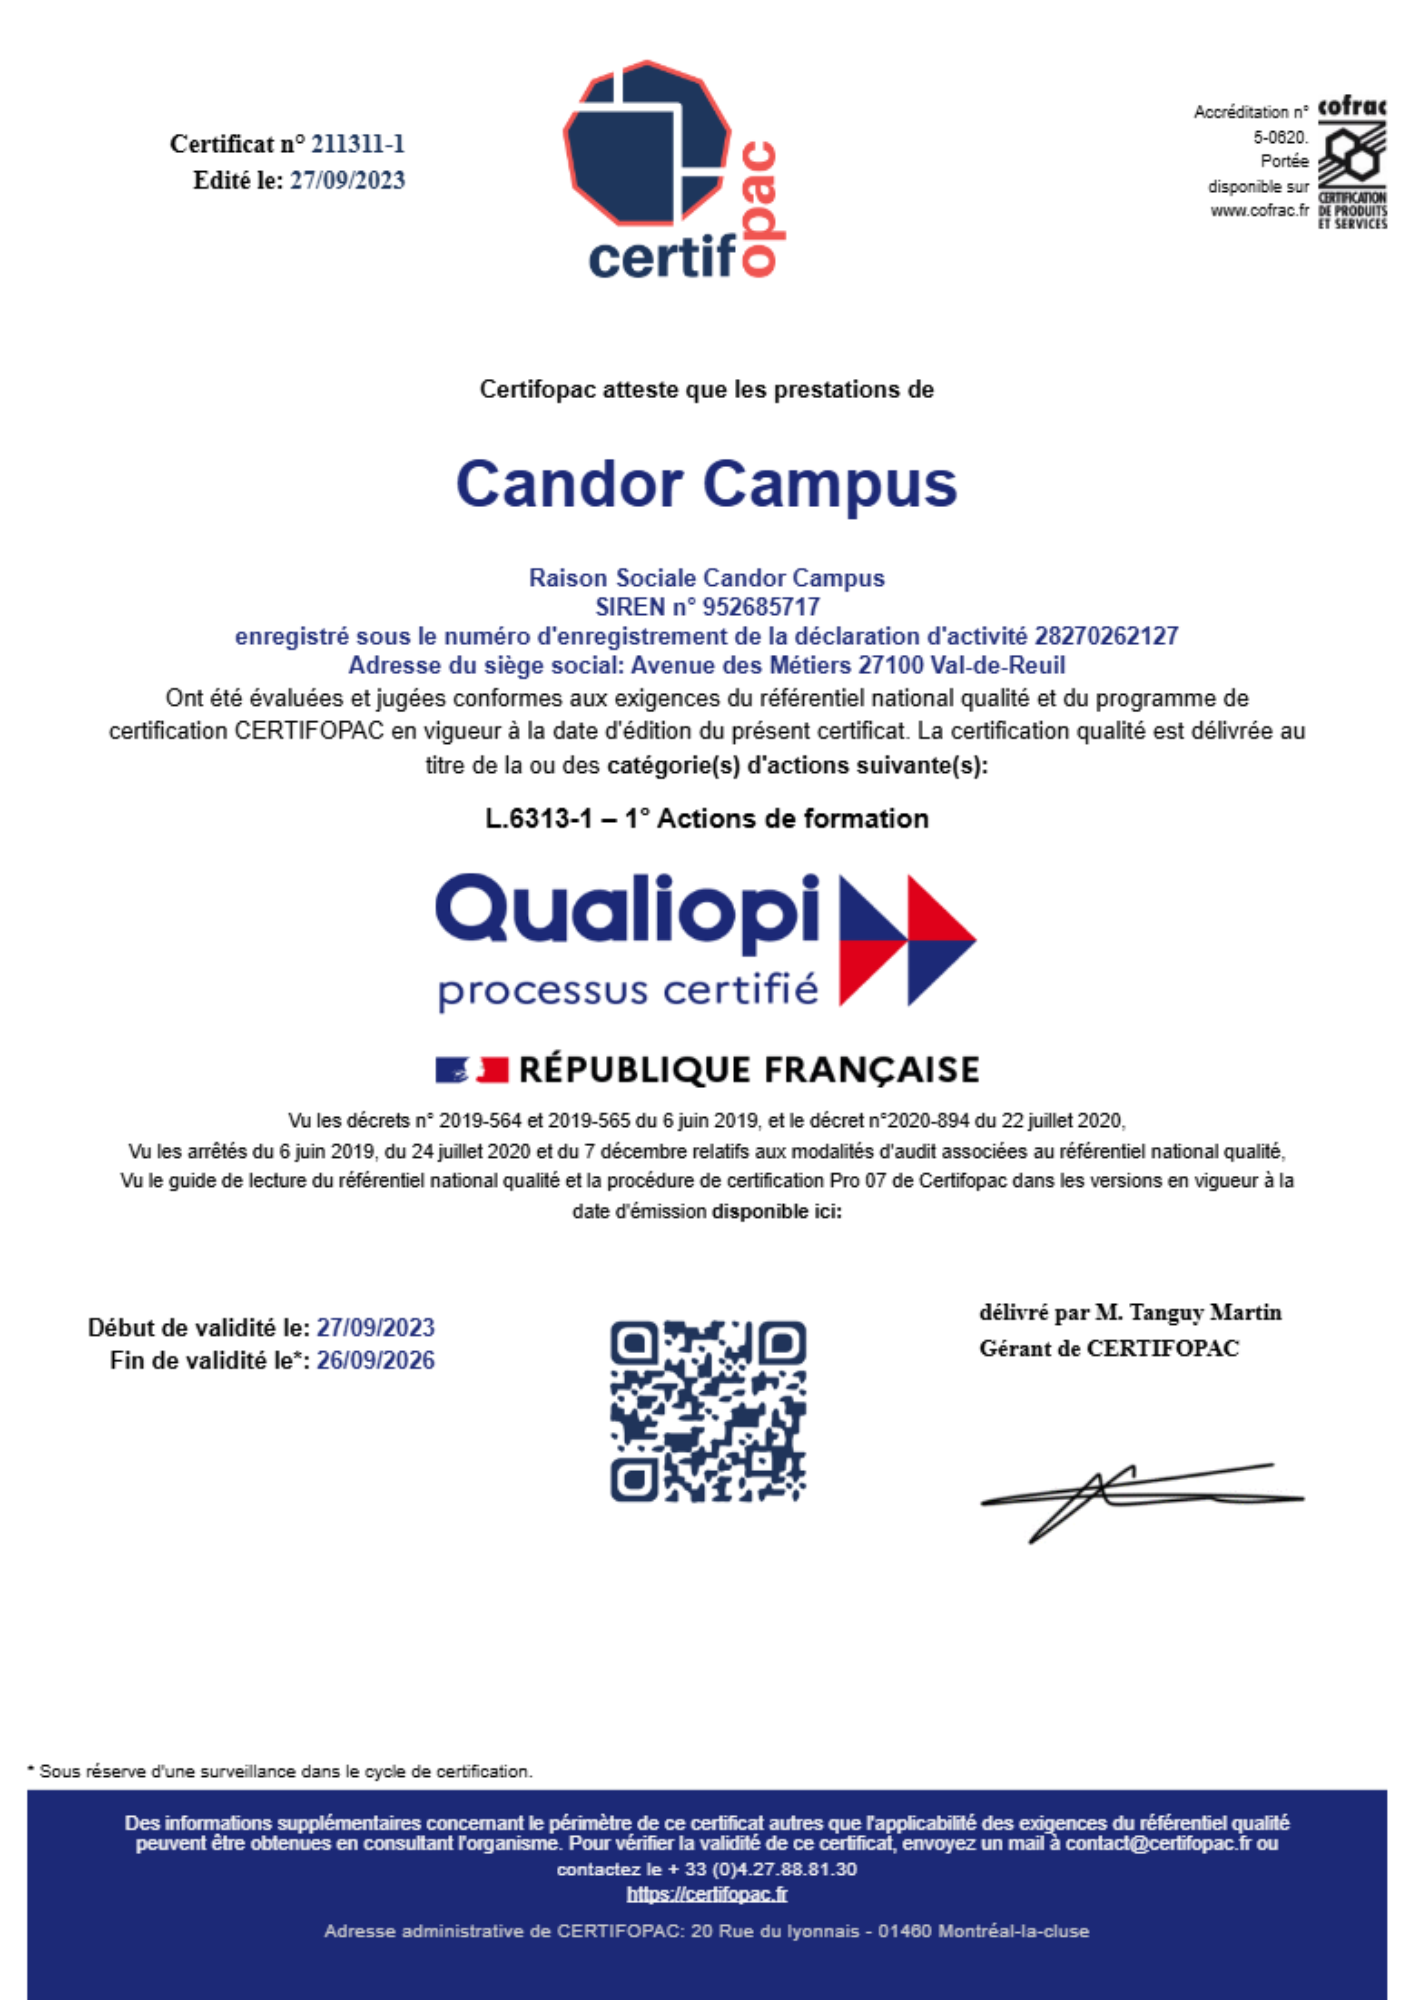 Certificat n° 211311-1
Edité le: 27/09/2023
certifopac
Accréditation n°
5-0620.
Portée
disponible sur
www.cofrac.fr
cofrac
CERTIFICATION
DE PRODUITS
ET SERVICES
Certifopac atteste que les prestations de
Candor Campus
Raison Sociale Candor Campus
SIREN n° 952685717
enregistré sous le numéro d'enregistrement de la déclaration d'activité 28270262127
Adresse du siège social: Avenue des Métiers 27100 Val-de-Reuil
Ont été évaluées et jugées conformes aux exigences du référentiel national qualité et du programme de
certification CERTIFOPAC en vigueur à la date d'édition du présent certificat. La certification qualité est délivrée au
titre de la ou des catégorie(s) d'actions suivante(s):
L.6313-1 – 1° Actions de formation
Qualiopi
processus certifié
RÉPUBLIQUE FRANÇAISE
Vu les décrets n° 2019-564 et 2019-565 du 6 juin 2019, et le décret n°2020-894 du 22 juillet 2020,
Vu les arrêtés du 6 juin 2019, du 24 juillet 2020 et du 7 décembre relatifs aux modalités d'audit associées au référentiel national qualité,
Vu le guide de lecture du référentiel national qualité et la procédure de certification Pro 07 de Certifopac dans les versions en vigueur à la
date d'émission disponible ici:
Début de validité le: 27/09/2023
Fin de validité le*: 26/09/2026
délivré par M. Tanguy Martin
Gérant de CERTIFOPAC
* Sous réserve d'une surveillance dans le cycle de certification.
Des informations supplémentaires concernant le périmètre de ce certificat autres que l'applicabilité des exigences du référentiel qualité
peuvent être obtenues en consultant l'organisme. Pour vérifier la validité de ce certificat, envoyez un mail à contact@certifopac.fr ou
contactez le + 33 (0)4.27.88.81.30
https://certifopac.fr
Adresse administrative de CERTIFOPAC: 20 Rue du lyonnais - 01460 Montréal-la-cluse